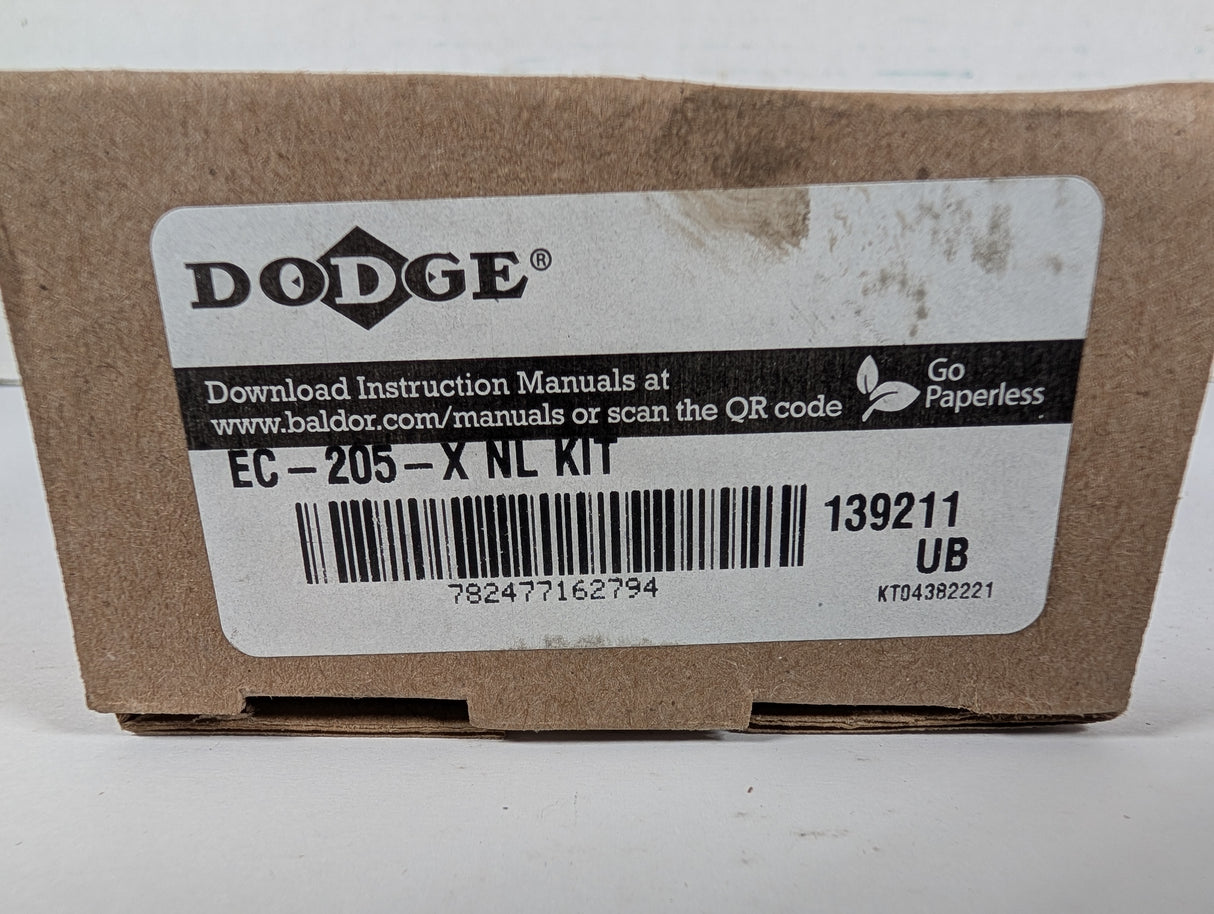 DODGE®
Download Instruction Manuals at
www.baldor.com/manuals or scan the QR code
Go
Paperless
EC-205-X NL KIT
139211
UB
782477162794
KT04382221